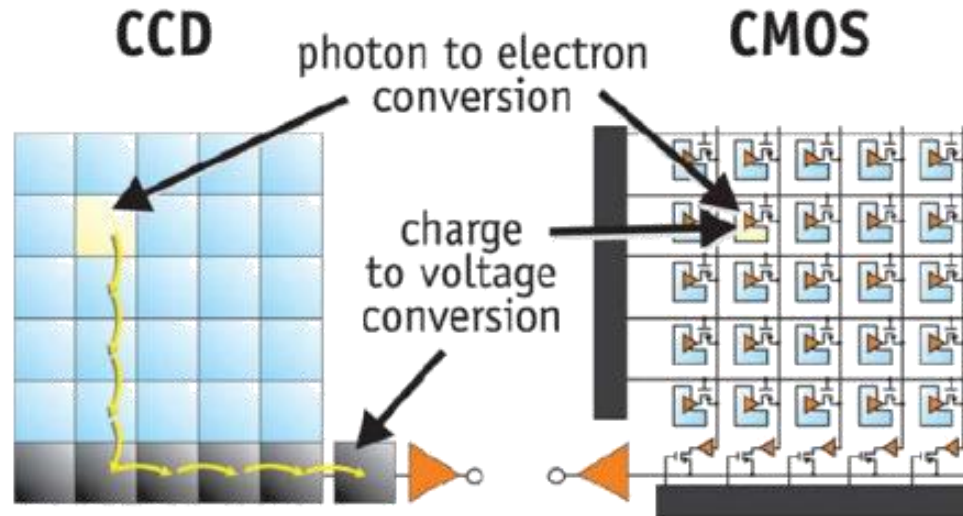 CCD
CMOS
photon to electron
conversion
charge
to voltage
conversion